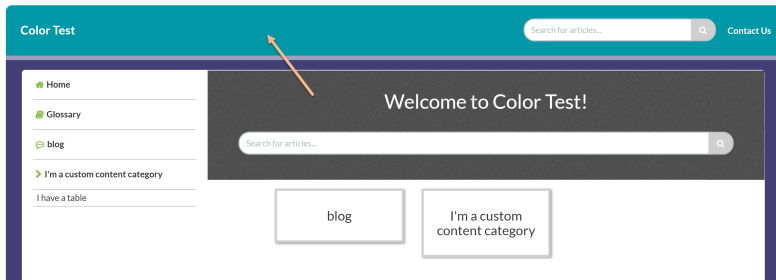 Color Test
Search for articles...
Contact Us
Home
Glossary
blog
I'm a custom content category
I have a table
Welcome to Color Test!
Search for articles...
blog
I'm a custom
content category